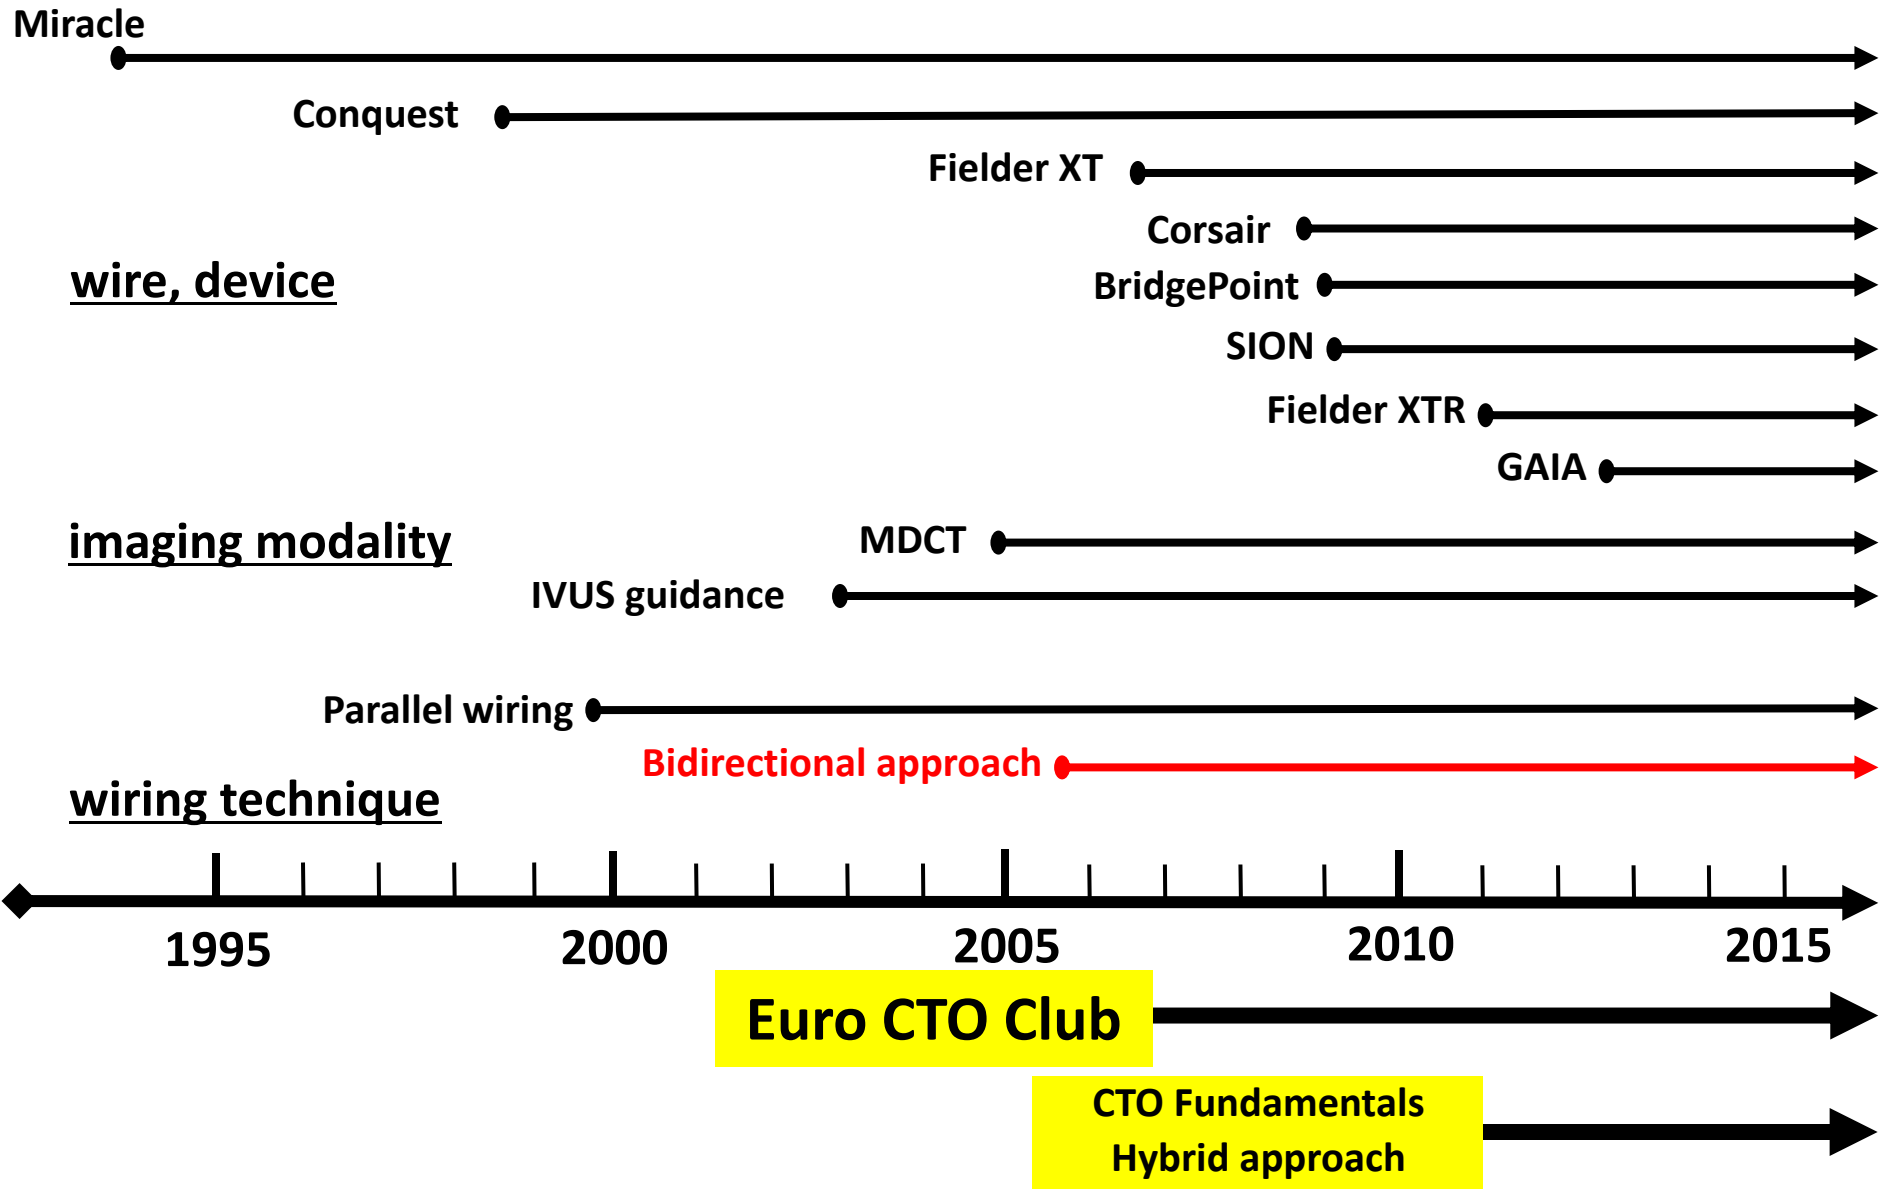 Miracle
Conquest
Fielder XT
Corsair
wire, device
BridgePoint
SION
Fielder XTR
GAIA
imaging modality
MDCT
IVUS guidance
Parallel wiring
Bidirectional approach
wiring technique
1995 2000 2005 2010 2015
Euro CTO Club
CTO Fundamentals
Hybrid approach